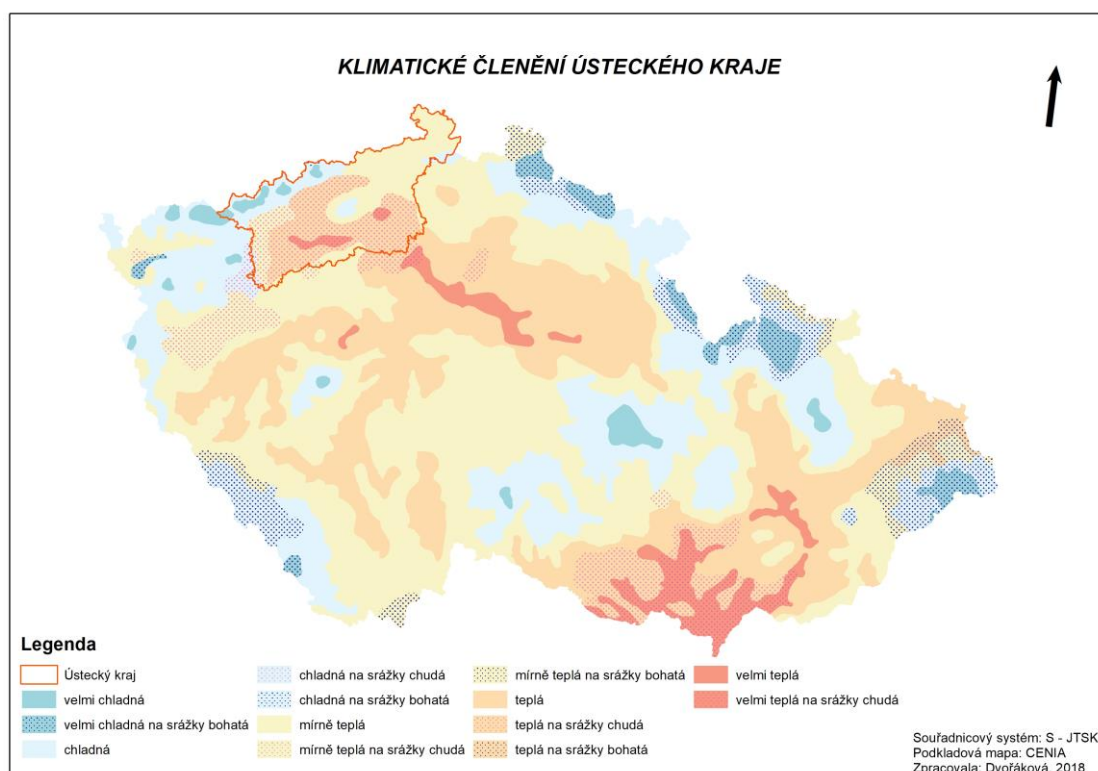 KLIMATICKÉ ČLENĚNÍ ÚSTECKÉHO KRAJE
Legenda
Ústecký kraj
velmi chladná
velmi chladná na srážky bohatá
chladná
chladná na srážky chudá
chladná na srážky bohatá
mírně teplá
mírně teplá na srážky chudá
mírně teplá na srážky bohatá
teplá
teplá na srážky chudá
teplá na srážky bohatá
velmi teplá
velmi teplá na srážky chudá
Souřadnicový systém: S - JTSK
Podkladová mapa: CENIA
Zpracovala: Dvořáková, 2018